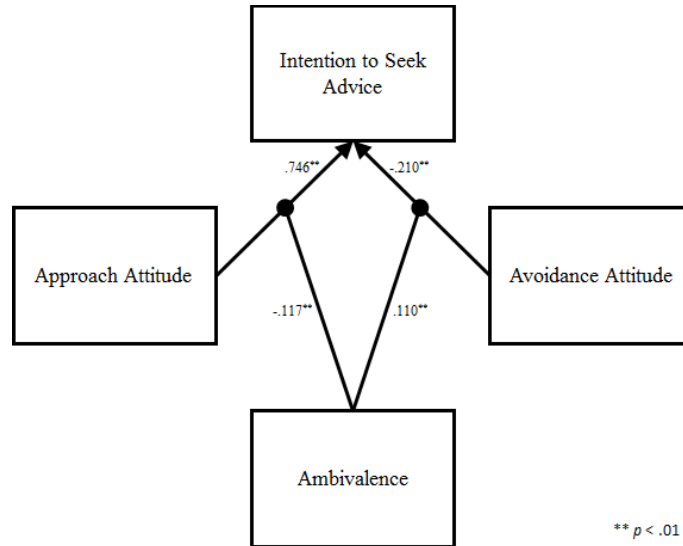 Intention to Seek
Advice
.746**
-.210**
Approach Attitude
Avoidance Attitude
-.117**
.110**
Ambivalence
** p < .01